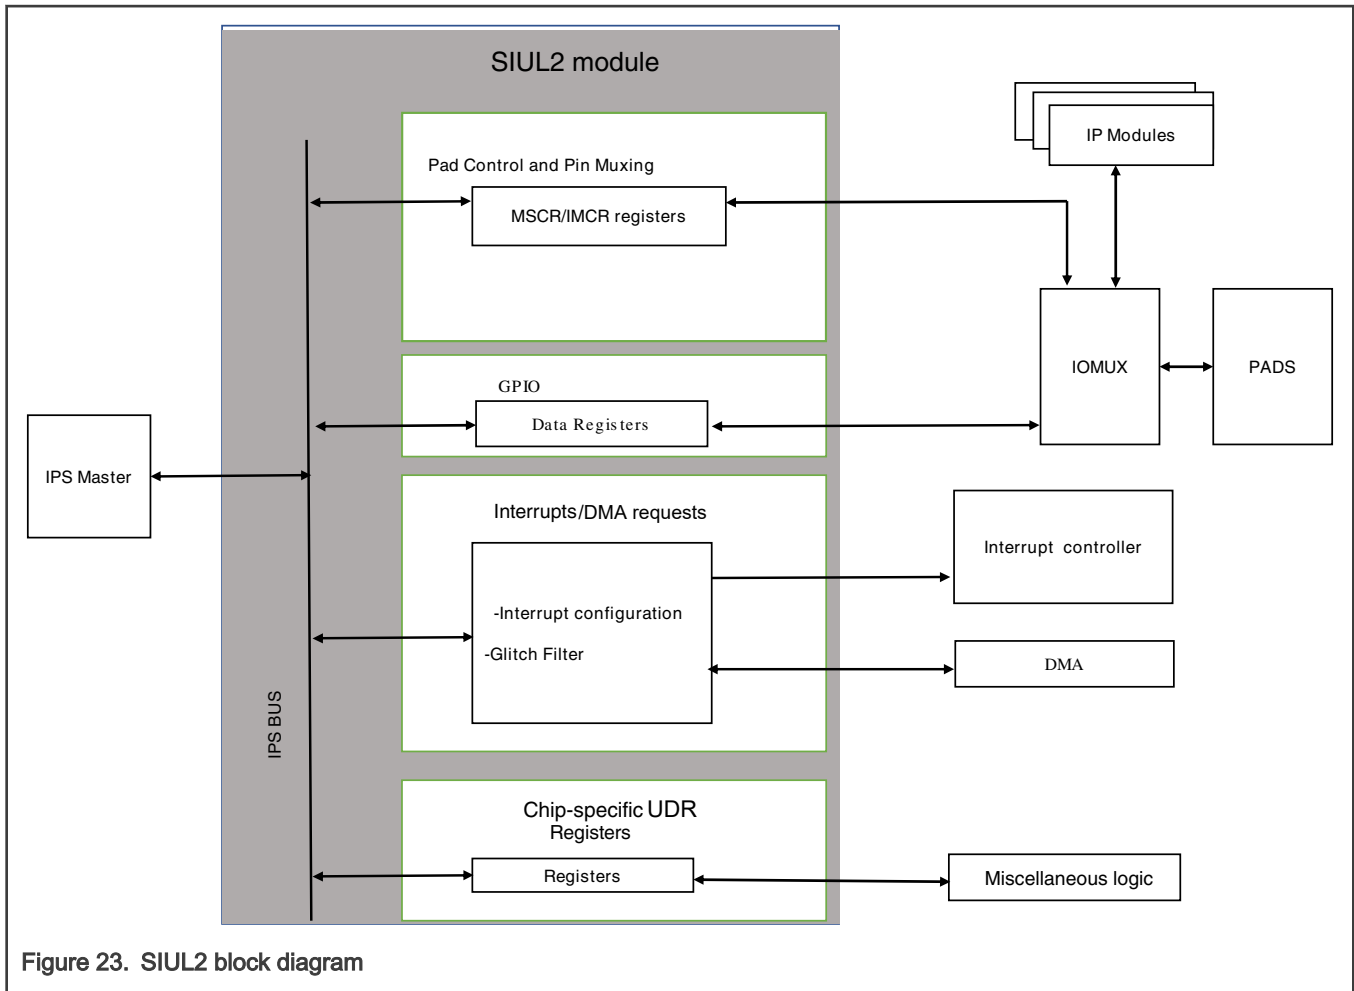 SIUL2 module
IP Modules
Pad Control and Pin Muxing
MSCR/IMCR registers
IOMUX
PADS
GPIO
Data Registers
IPS Master
Interrupts/DMA requests
Interrupt controller
-Interrupt configuration
-Glitch Filter
DMA
IPS BUS
Chip-specific UDR
Registers
Registers
Miscellaneous logic
Figure 23. SIUL2 block diagram